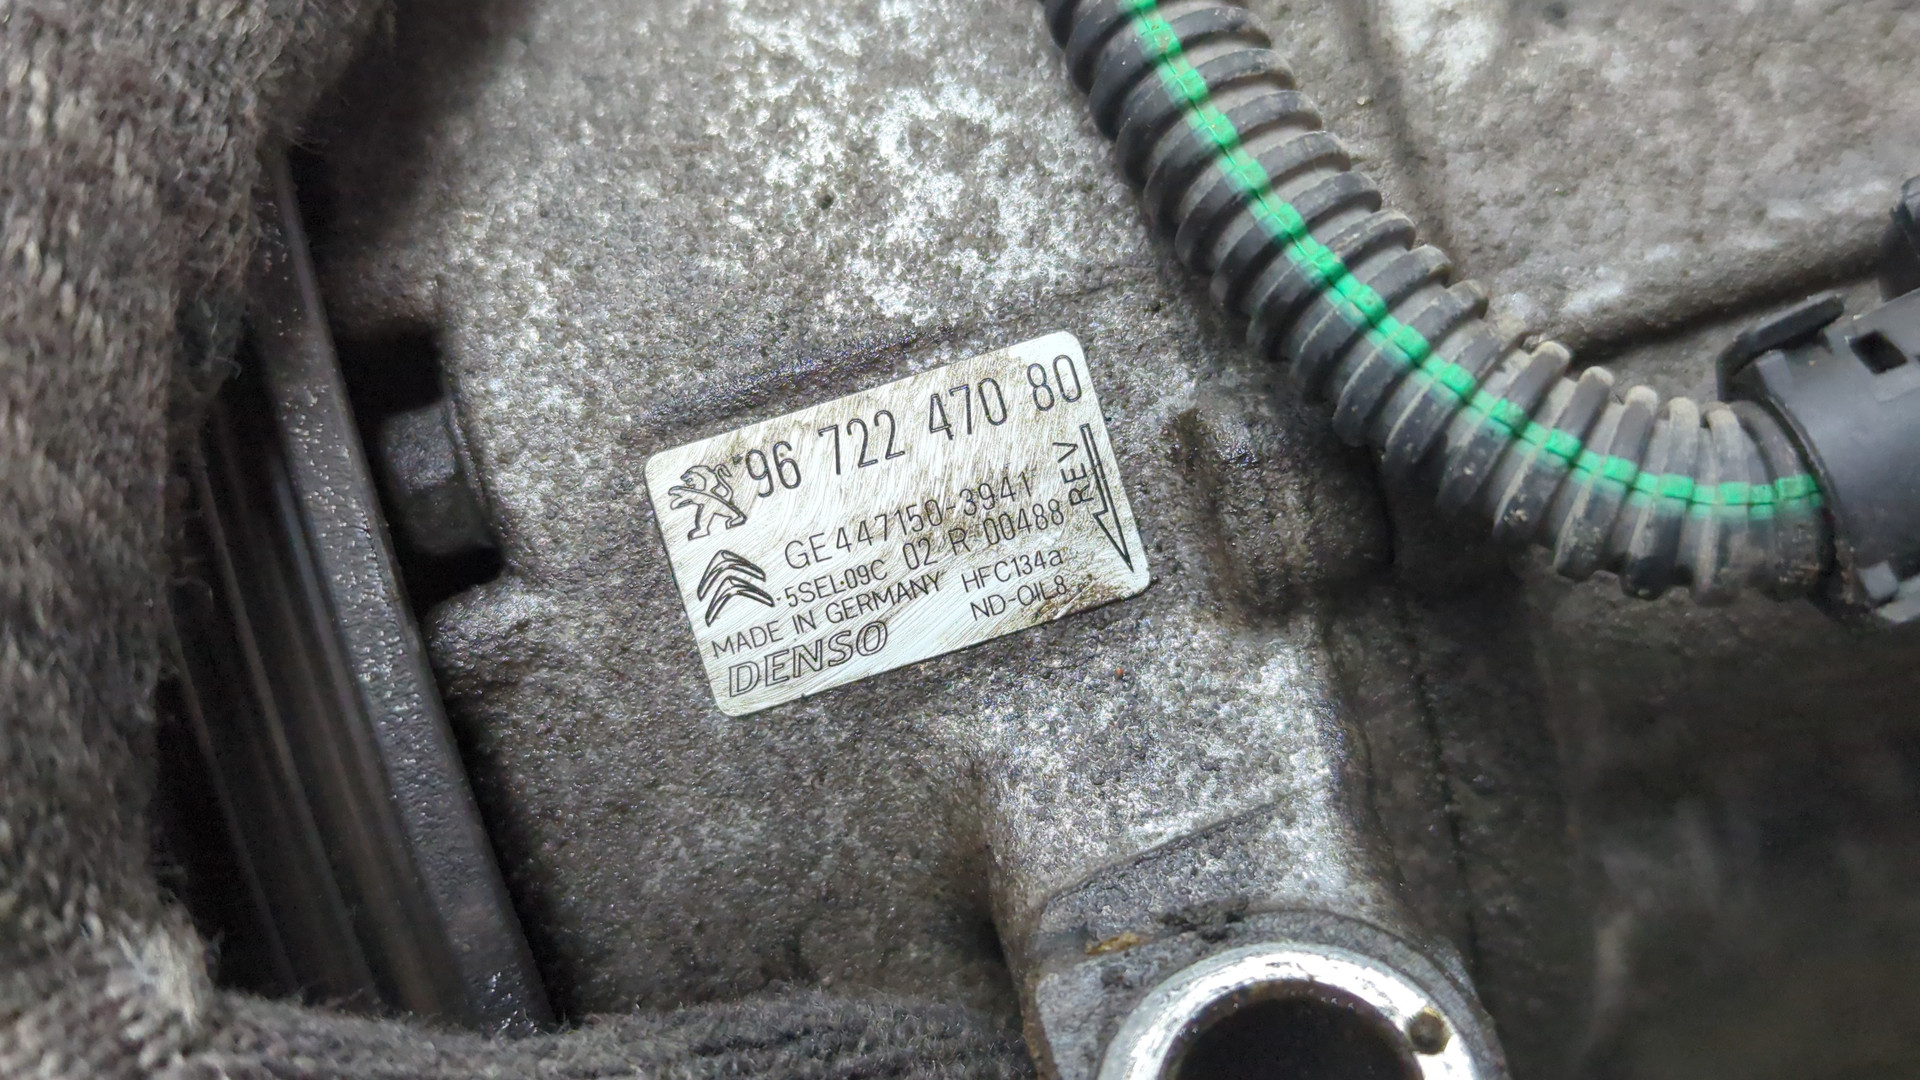 96 722 470 80
GE447150-3941
5SEL09C 02 R 00488
REV
MADE IN GERMANY HFC134a
DENSO ND-OIL8